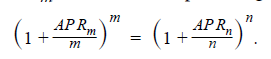 (1 + APR_m / m)^m = (1 + APR_n / n)^n.